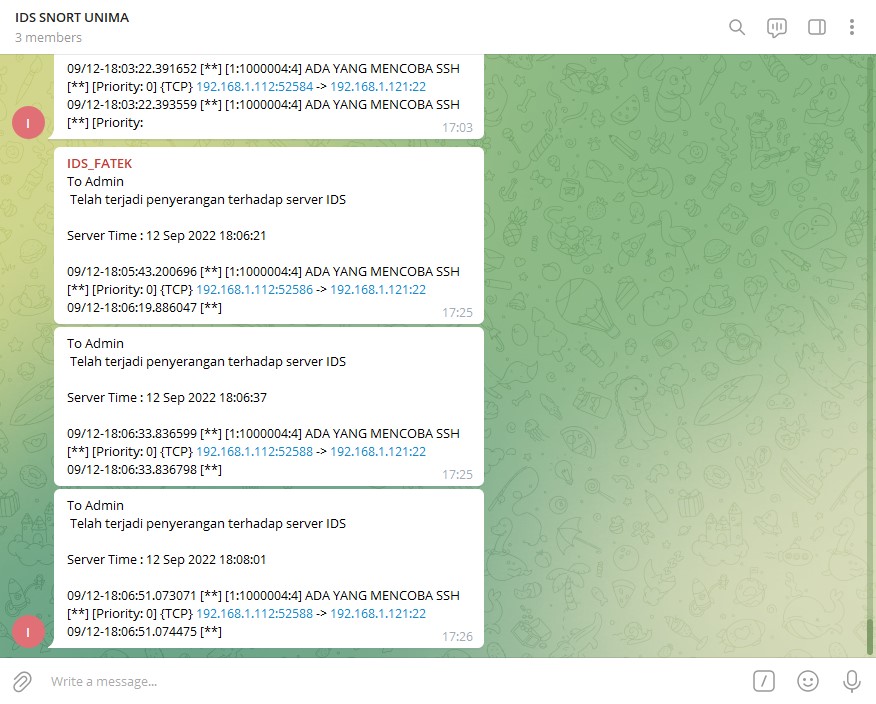 IDS SNORT UNIMA
3 members
09/12-18:03:22.391652 [**] [1:1000004:4] ADA YANG MENCOBA SSH
[**] [Priority: 0] {TCP} 192.168.1.112:52584 -> 192.168.1.121:22
09/12-18:03:22.393559 [**] [1:1000004:4] ADA YANG MENCOBA SSH
[**] [Priority:
17:03
I
IDS_FATEK
To Admin
Telah terjadi penyerangan terhadap server IDS
Server Time : 12 Sep 2022 18:06:21
09/12-18:05:43.200696 [**] [1:1000004:4] ADA YANG MENCOBA SSH
[**] [Priority: 0] {TCP} 192.168.1.112:52586 -> 192.168.1.121:22
09/12-18:06:19.886047 [**]
17:25
To Admin
Telah terjadi penyerangan terhadap server IDS
Server Time : 12 Sep 2022 18:06:37
09/12-18:06:33.836599 [**] [1:1000004:4] ADA YANG MENCOBA SSH
[**] [Priority: 0] {TCP} 192.168.1.112:52588 -> 192.168.1.121:22
09/12-18:06:33.836798 [**]
17:25
To Admin
Telah terjadi penyerangan terhadap server IDS
Server Time : 12 Sep 2022 18:08:01
09/12-18:06:51.073071 [**] [1:1000004:4] ADA YANG MENCOBA SSH
[**] [Priority: 0] {TCP} 192.168.1.112:52588 -> 192.168.1.121:22
09/12-18:06:51.074475 [**]
17:26
I
Write a message...